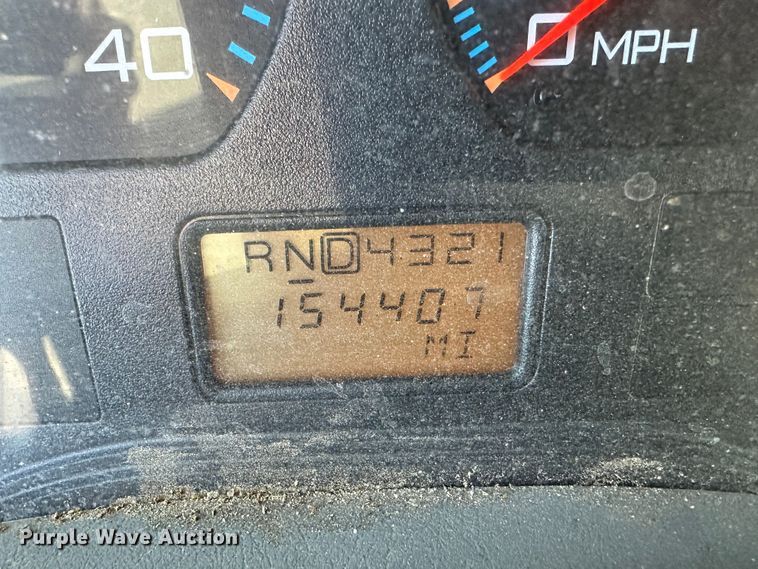 40
0 MPH
RND4321
154407
MI
Purple Wave Auction